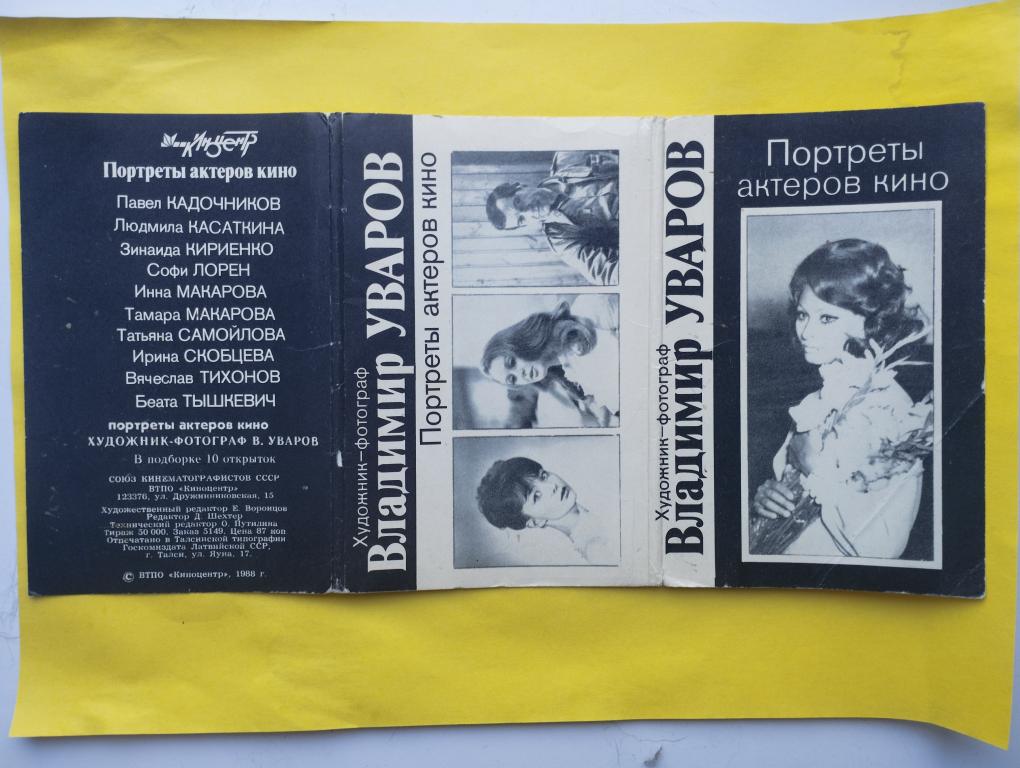 Киноцентр
Портреты актеров кино
Павел КАДОЧНИКОВ
Людмила КАСАТКИНА
Зинаида КИРИЕНКО
Софи ЛОРЕН
Инна МАКАРОВА
Тамара МАКАРОВА
Татьяна САМОЙЛОВА
Ирина СКОБЦЕВА
Вячеслав ТИХОНОВ
Беата ТЫШКЕВИЧ
портреты актеров кино
ХУДОЖНИК-ФОТОГРАФ В. УВАРОВ
В подборке 10 открыток
СОЮЗ КИНЕМАТОГРАФИСТОВ СССР
ВТПО «Киноцентр»
123376, ул. Дружинниковская, 15
Художественный редактор Е. Воронцов
Редактор Д. Шехтер
Технический редактор О. Путилина
Тираж 50 000. Заказ 5149. Цена 87 коп
Отпечатано в Талсинской типографии
Госкомиздата Латвийской ССР,
г. Талси, ул. Яуна, 17.
© ВТПО «Киноцентр», 1988 г.
Художник–фотограф
Владимир УВАРОВ
Портреты актеров кино
Художник–фотограф
Владимир УВАРОВ
Портреты
актеров кино